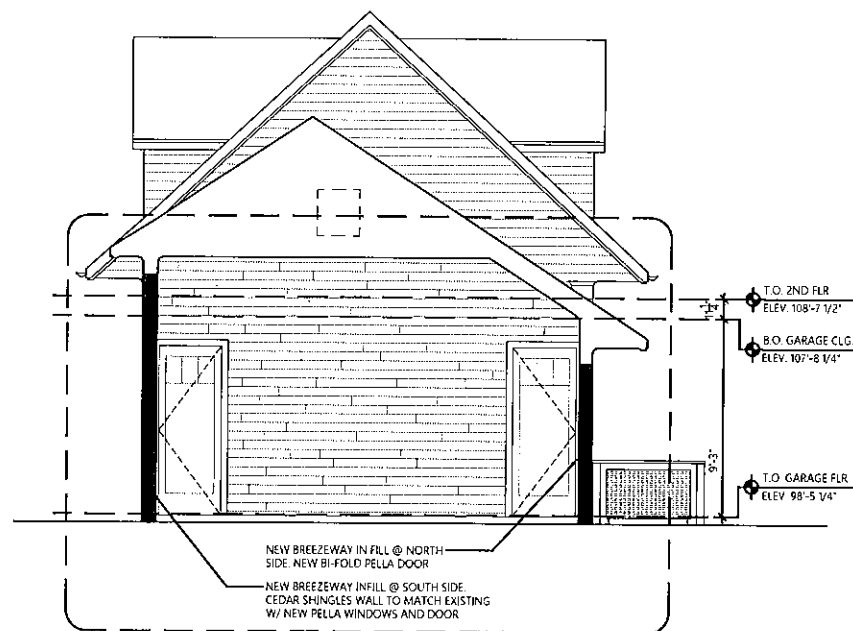 T.O. 2ND FLR
ELEV. 108'-7 1/2"
B.O. GARAGE CLG.
ELEV. 107'-8 1/4"
9'-3"
T.O. GARAGE FLR
ELEV 98'-5 1/4"
NEW BREEZEWAY IN FILL @ NORTH
SIDE. NEW BI-FOLD PELLA DOOR
NEW BREEZEWAY INFILL @ SOUTH SIDE.
CEDAR SHINGLES WALL TO MATCH EXISTING
W/ NEW PELLA WINDOWS AND DOOR